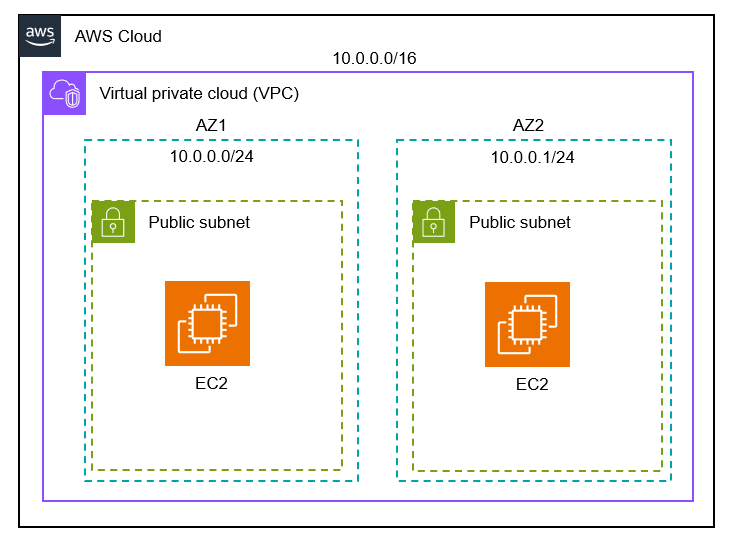 aws
AWS Cloud
10.0.0.0/16
Virtual private cloud (VPC)
AZ1
10.0.0.0/24
Public subnet
EC2
AZ2
10.0.0.1/24
Public subnet
EC2